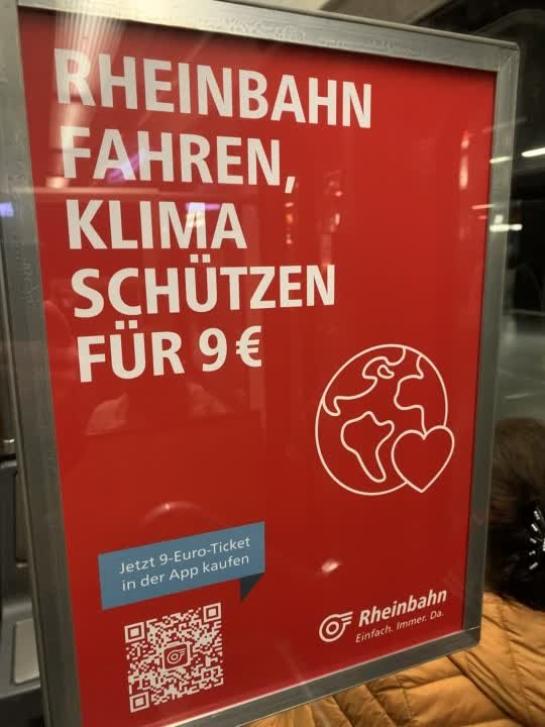 RHEINBAHN
FAHREN,
KLIMA
SCHÜTZEN
FÜR 9 €
Jetzt 9-Euro-Ticket
in der App kaufen
Rheinbahn
Einfach. Immer. Da.